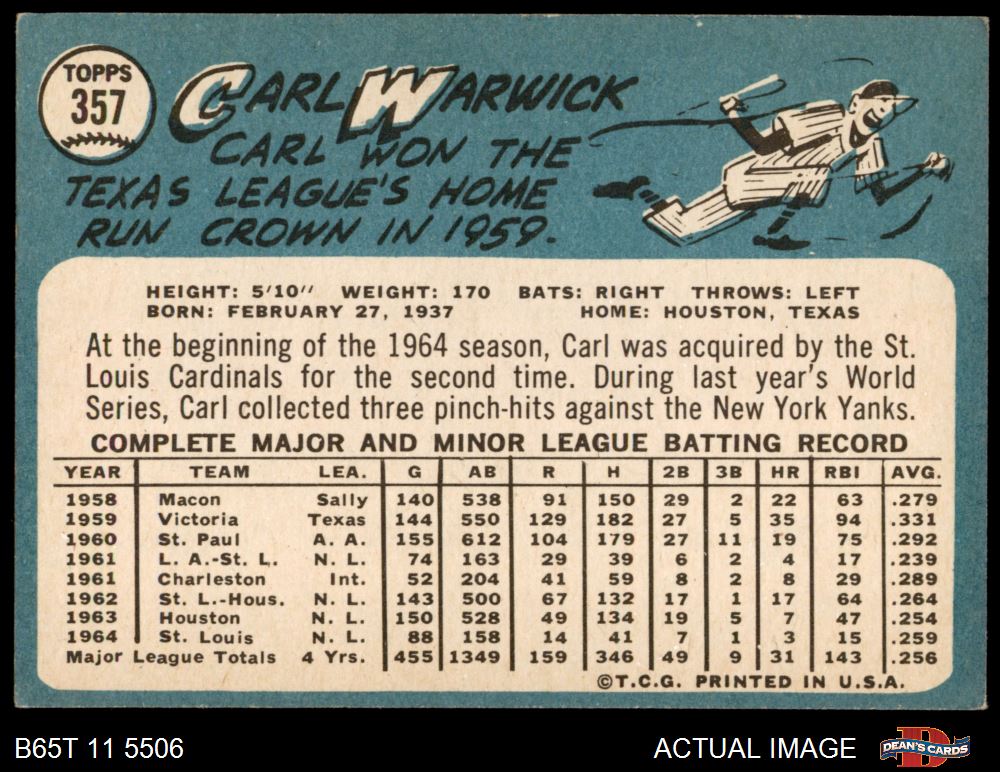 TOPPS
357
CARL WARWICK
CARL WON THE
TEXAS LEAGUE'S HOME
RUN CROWN IN 1959.
HEIGHT: 5'10" WEIGHT: 170 BATS: RIGHT THROWS: LEFT
BORN: FEBRUARY 27, 1937 HOME: HOUSTON, TEXAS
At the beginning of the 1964 season, Carl was acquired by the St.
Louis Cardinals for the second time. During last year's World
Series, Carl collected three pinch-hits against the New York Yanks.
COMPLETE MAJOR AND MINOR LEAGUE BATTING RECORD
YEAR TEAM LEA. G AB R H 2B 3B HR RBI AVG.
1958 Macon Sally 140 538 91 150 29 2 22 63 .279
1959 Victoria Texas 144 550 129 182 27 5 35 94 .331
1960 St. Paul A. A. 155 612 104 179 27 11 19 75 .292
1961 L. A.-St. L. N. L. 74 163 29 39 6 2 4 17 .239
1961 Charleston Int. 52 204 41 59 8 2 8 29 .289
1962 St. L.-Hous. N. L. 143 500 67 132 17 1 17 64 .264
1963 Houston N. L. 150 528 49 134 19 5 7 47 .254
1964 St. Louis N. L. 88 158 14 41 7 1 3 15 .259
Major League Totals 4 Yrs. 455 1349 159 346 49 9 31 143 .256
©T.C.G. PRINTED IN U.S.A.
B65T 11 5506 ACTUAL IMAGE DEAN'S CARDS